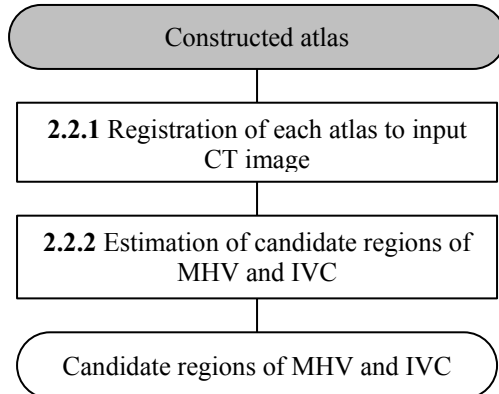 Constructed atlas
2.2.1 Registration of each atlas to input
CT image
2.2.2 Estimation of candidate regions of
MHV and IVC
Candidate regions of MHV and IVC